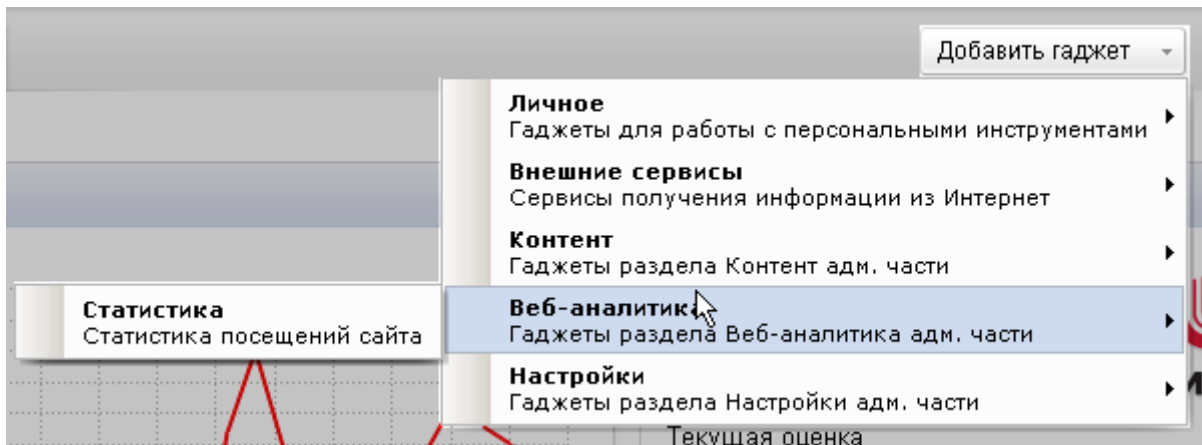 Добавить гаджет
Личное
Гаджеты для работы с персональными инструментами
Внешние сервисы
Сервисы получения информации из Интернет
Контент
Гаджеты раздела Контент адм. части
Веб-аналитика
Гаджеты раздела Веб-аналитика адм. части
Статистика
Статистика посещений сайта
Настройки
Гаджеты раздела Настройки адм. части
Текущая оценка